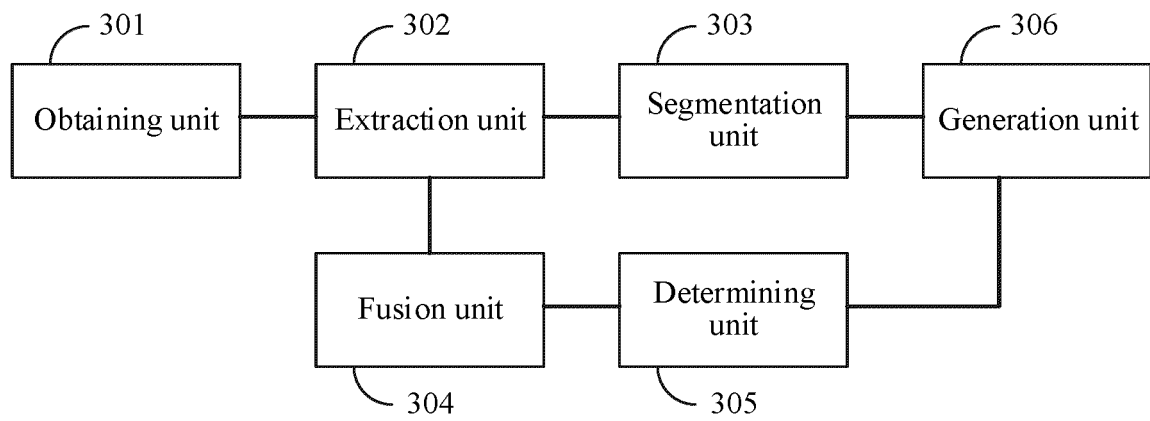 301
302
303
306
Obtaining unit
Extraction unit
Segmentation
unit
Generation unit
Fusion unit
Determining
unit
304
305